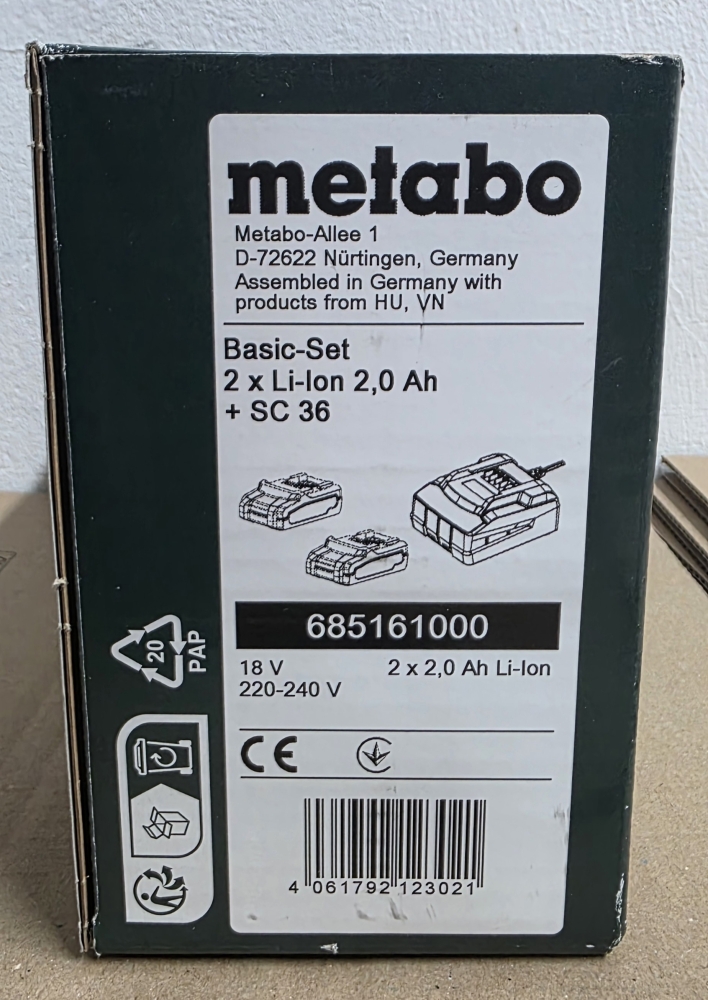 metabo
Metabo-Allee 1
D-72622 Nürtingen, Germany
Assembled in Germany with
products from HU, VN
Basic-Set
2 x Li-Ion 2,0 Ah
+ SC 36
685161000
18 V 2 x 2,0 Ah Li-Ion
220-240 V
20
PAP
CE
4 061792 123021